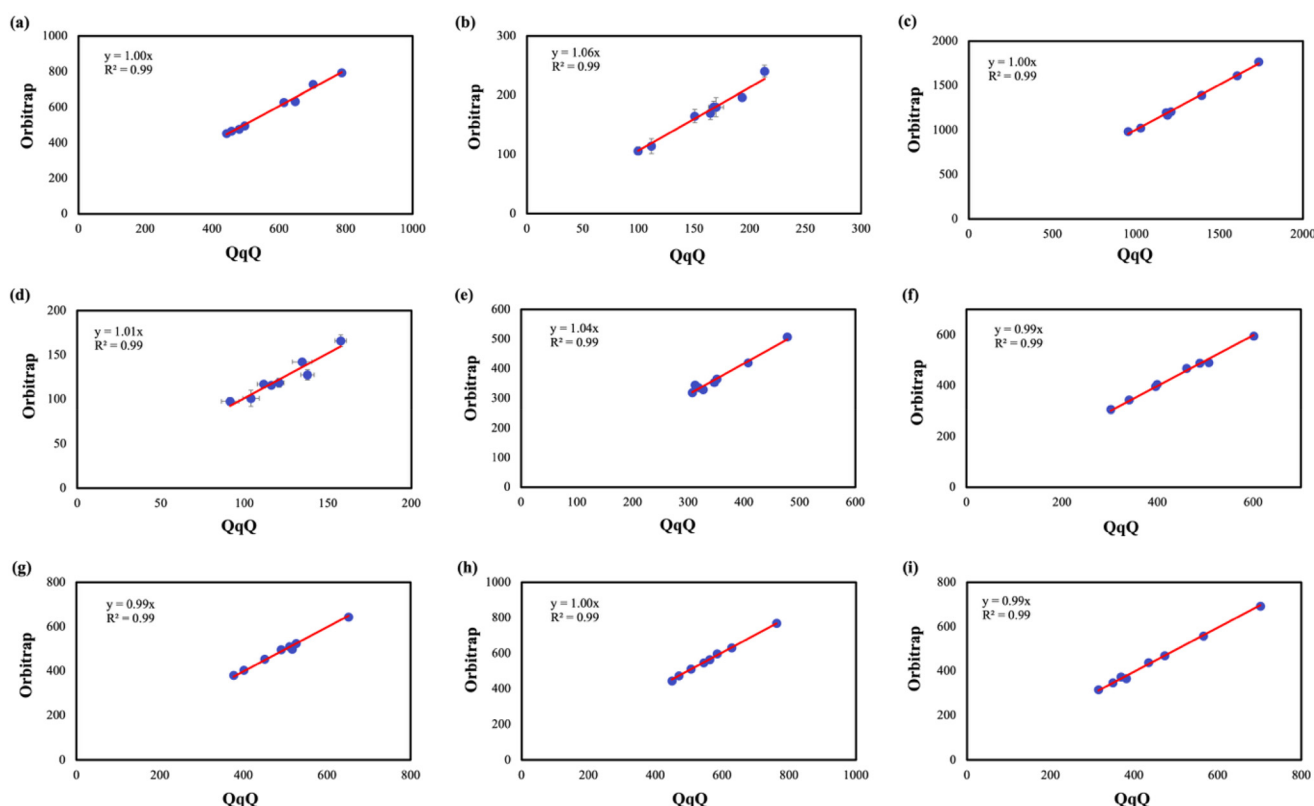 (a)
y = 1.00x
R² = 0.99
1000
800
600
400
200
0
0 200 400 600 800 1000
Orbitrap
QqQ
(b)
y = 1.06x
R² = 0.99
300
200
100
0
0 50 100 150 200 250 300
Orbitrap
QqQ
(c)
y = 1.00x
R² = 0.99
2000
1500
1000
500
0
0 500 1000 1500 2000
Orbitrap
QqQ
(d)
y = 1.01x
R² = 0.99
200
150
100
50
0
0 50 100 150 200
Orbitrap
QqQ
(e)
y = 1.04x
R² = 0.99
600
500
400
300
200
100
0
0 100 200 300 400 500 600
Orbitrap
QqQ
(f)
y = 0.99x
R² = 0.99
600
400
200
0
0 200 400 600
Orbitrap
QqQ
(g)
y = 0.99x
R² = 0.99
800
600
400
200
0
0 200 400 600 800
Orbitrap
QqQ
(h)
y = 1.00x
R² = 0.99
1000
800
600
400
200
0
0 200 400 600 800 1000
Orbitrap
QqQ
(i)
y = 0.99x
R² = 0.99
800
600
400
200
0
0 200 400 600 800
Orbitrap
QqQ